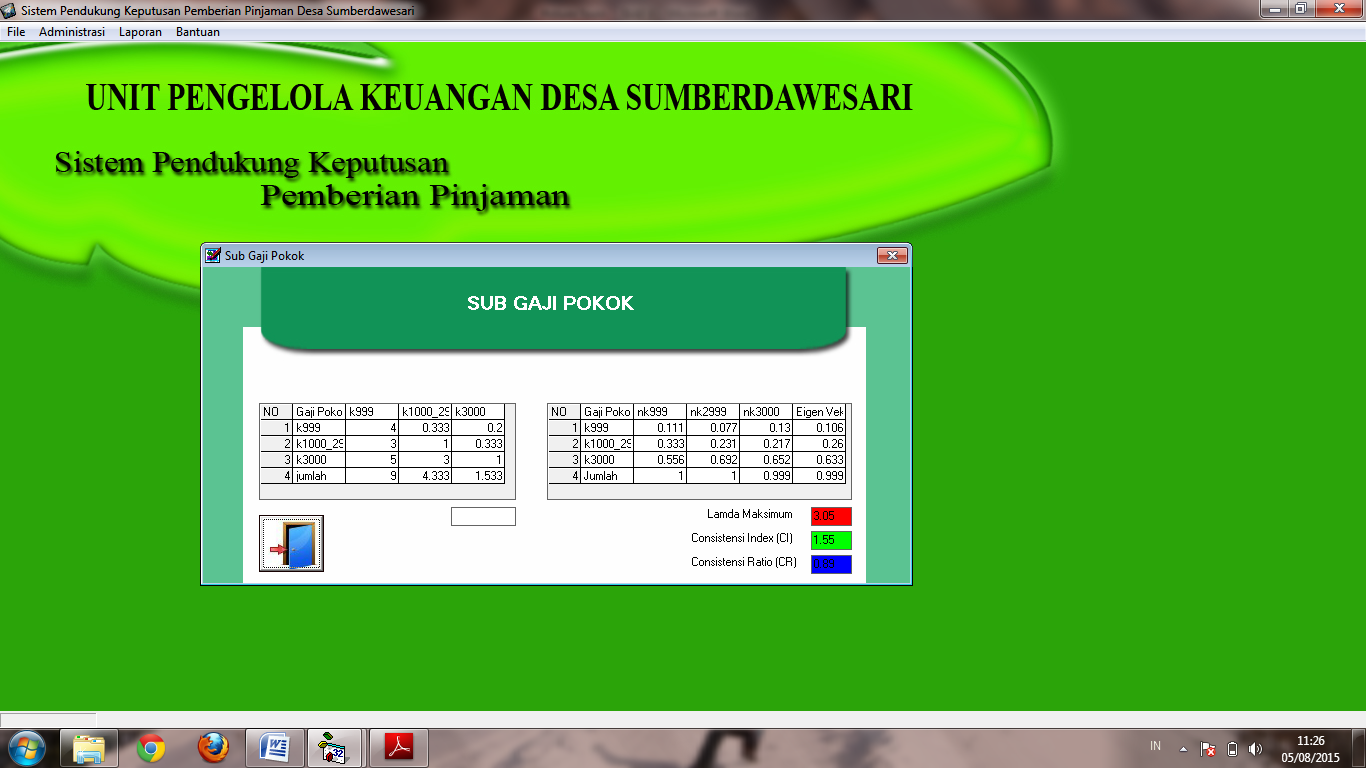 Sistem Pendukung Keputusan Pemberian Pinjaman Desa Sumberdawesari
File Administrasi Laporan Bantuan
UNIT PENGELOLA KEUANGAN DESA SUMBERDAWESARI
Sistem Pendukung Keputusan
Pemberian Pinjaman
Sub Gaji Pokok
SUB GAJI POKOK
NO Gaji Poko k999 k1000_29 k3000
1 k999 4 0.333 0.2
2 k1000_29 3 1 0.333
3 k3000 5 3 1
4 jumlah 9 4.333 1.533
NO Gaji Poko nk999 nk2999 nk3000 Eigen Vek
1 k999 0.111 0.077 0.13 0.106
2 k1000_29 0.333 0.231 0.217 0.26
3 k3000 0.556 0.692 0.652 0.633
4 Jumlah 1 1 0.999 0.999
Lamda Maksimum 3.05
Consistensi Index (CI) 1.55
Consistensi Ratio (CR)
32
IN
11:26
05/08/2015